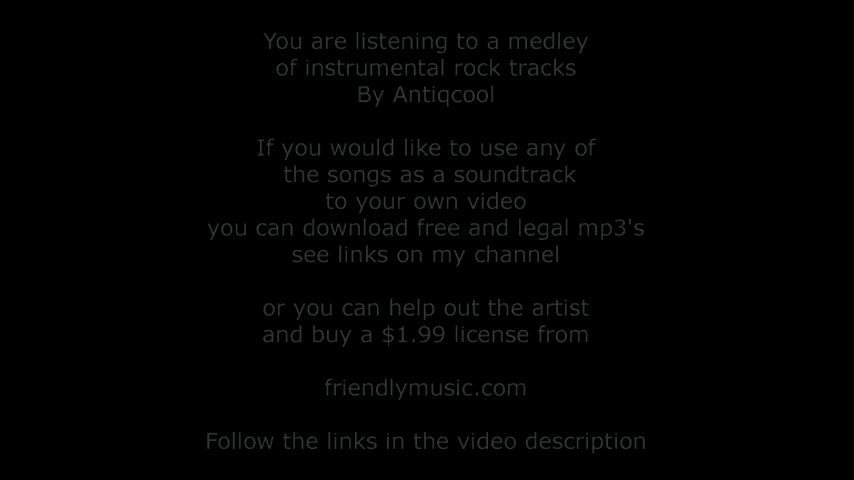 You are listening to a medley
of instrumental rock tracks
By Antiqcool
If you would like to use any of
the songs as a soundtrack
to your own video
you can download free and legal mp3's
see links on my channel
or you can help out the artist
and buy a $1.99 license from
friendlymusic.com
Follow the links in the video description